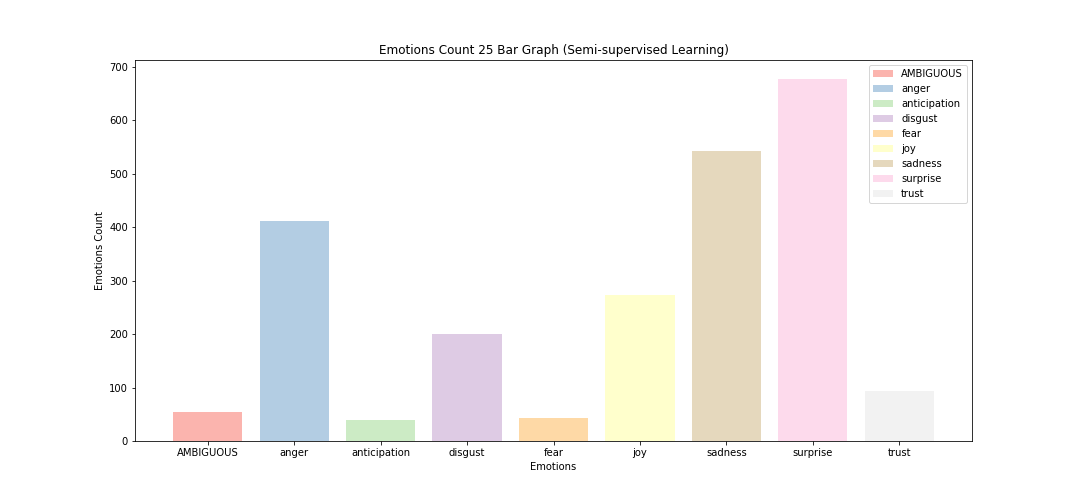 Emotions Count 25 Bar Graph (Semi-supervised Learning)
700
600
500
400
300
200
100
0
Emotions Count
AMBIGUOUS
anger
anticipation
disgust
fear
joy
sadness
surprise
trust
AMBIGUOUS anger anticipation disgust fear joy sadness surprise trust
Emotions